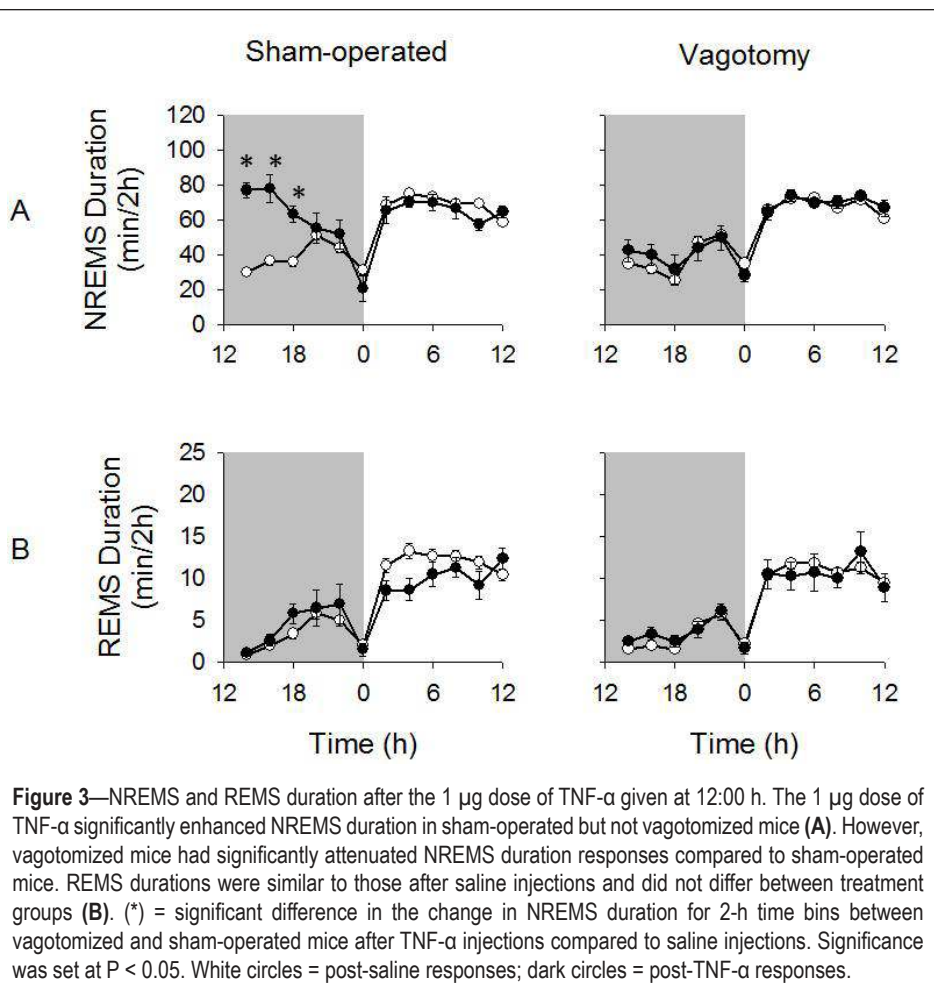 Sham-operated Vagotomy
A
NREMS Duration
(min/2h)
120
100
80
60
40
20
0
* * *
12 18 0 6 12 12 18 0 6 12
B
REMS Duration
(min/2h)
25
20
15
10
5
0
12 18 0 6 12 12 18 0 6 12
Time (h) Time (h)
Figure 3—NREMS and REMS duration after the 1 µg dose of TNF-α given at 12:00 h. The 1 µg dose of
TNF-α significantly enhanced NREMS duration in sham-operated but not vagotomized mice (A). However,
vagotomized mice had significantly attenuated NREMS duration responses compared to sham-operated
mice. REMS durations were similar to those after saline injections and did not differ between treatment
groups (B). (*) = significant difference in the change in NREMS duration for 2-h time bins between
vagotomized and sham-operated mice after TNF-α injections compared to saline injections. Significance
was set at P < 0.05. White circles = post-saline responses; dark circles = post-TNF-α responses.